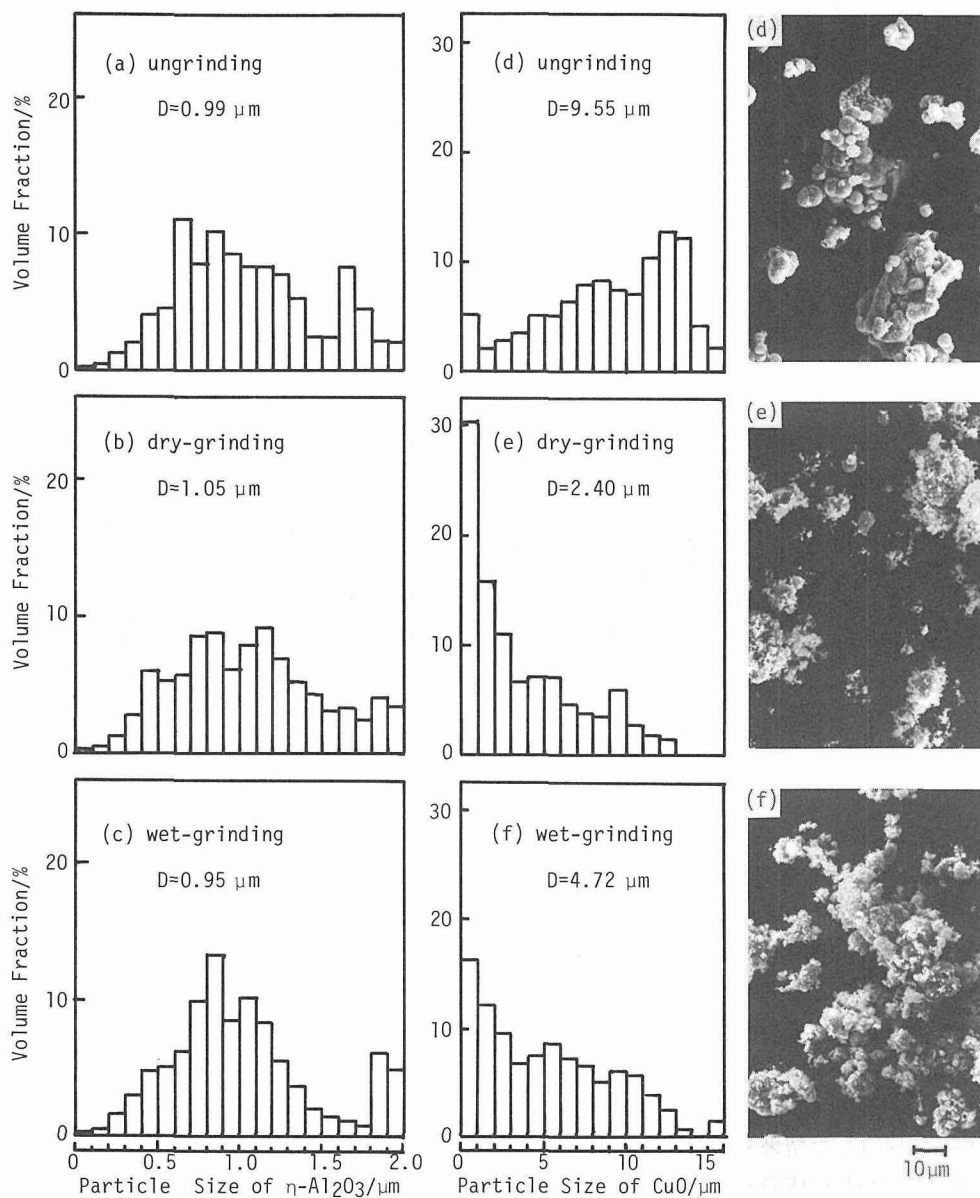 (a) ungrinding
D=0.99 μm
20
10
0
Volume Fraction/%
(d) ungrinding
D=9.55 μm
30
20
10
0
(d)
(b) dry-grinding
D=1.05 μm
20
10
0
Volume Fraction/%
(e) dry-grinding
D=2.40 μm
30
20
10
0
(e)
(c) wet-grinding
D=0.95 μm
20
10
0
Volume Fraction/%
(f) wet-grinding
D=4.72 μm
30
20
10
0
(f)
0 0.5 1.0 1.5 2.0
Particle Size of η-Al2O3/μm
0 5 10 15
Particle Size of CuO/μm
10μm